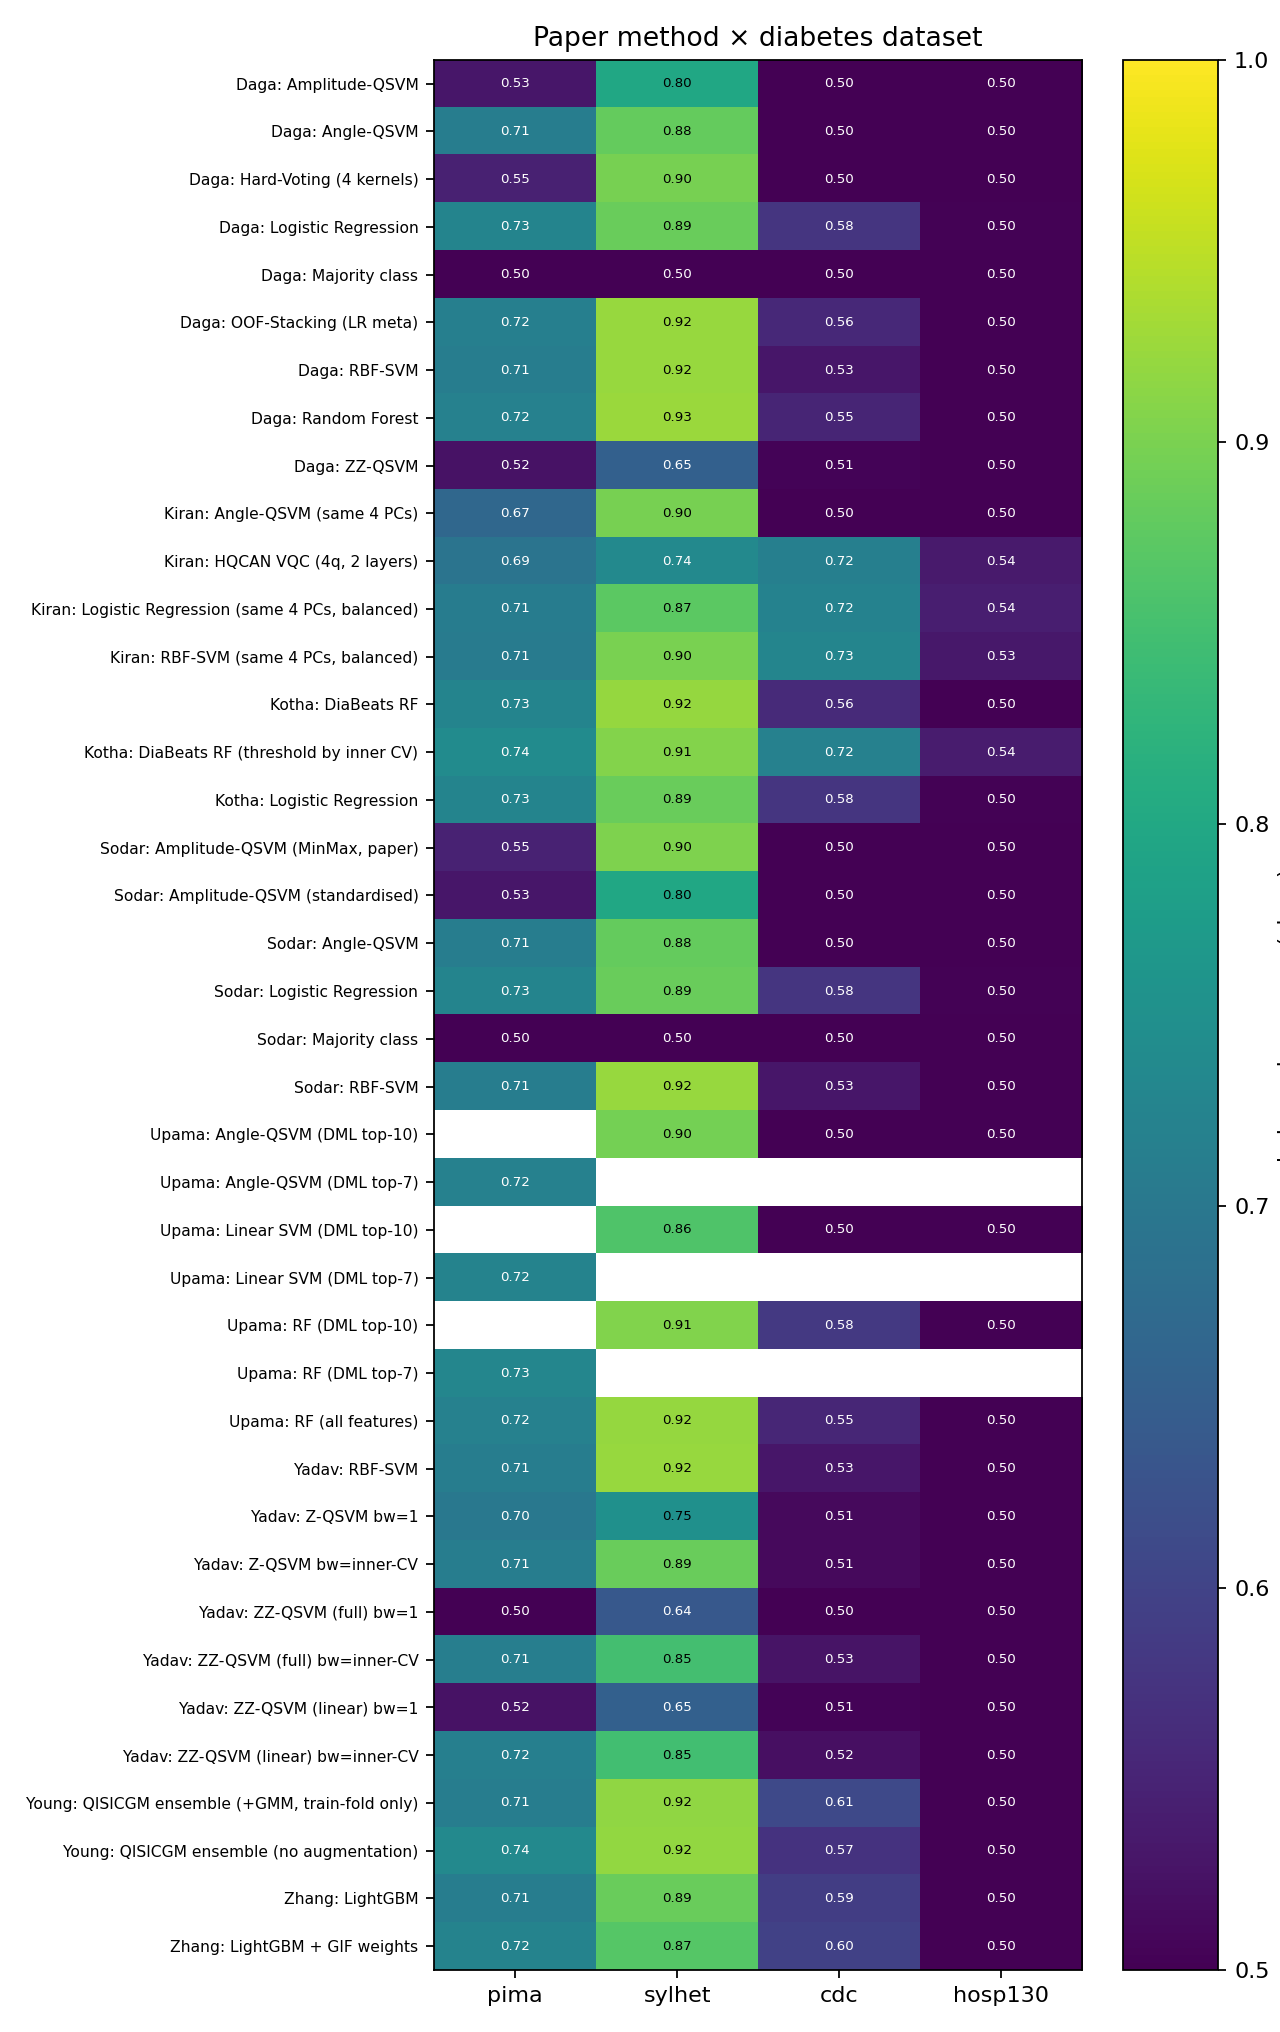 Paper method × diabetes dataset
Daga: Amplitude-QSVM 0.53 0.80 0.50 0.50
Daga: Angle-QSVM 0.71 0.88 0.50 0.50
Daga: Hard-Voting (4 kernels) 0.55 0.90 0.50 0.50
Daga: Logistic Regression 0.73 0.89 0.58 0.50
Daga: Majority class 0.50 0.50 0.50 0.50
Daga: OOF-Stacking (LR meta) 0.72 0.92 0.56 0.50
Daga: RBF-SVM 0.71 0.92 0.53 0.50
Daga: Random Forest 0.72 0.93 0.55 0.50
Daga: ZZ-QSVM 0.52 0.65 0.51 0.50
Kiran: Angle-QSVM (same 4 PCs) 0.67 0.90 0.50 0.50
Kiran: HQCAN VQC (4q, 2 layers) 0.69 0.74 0.72 0.54
Kiran: Logistic Regression (same 4 PCs, balanced) 0.71 0.87 0.72 0.54
Kiran: RBF-SVM (same 4 PCs, balanced) 0.71 0.90 0.73 0.53
Kotha: DiaBeats RF 0.73 0.92 0.56 0.50
Kotha: DiaBeats RF (threshold by inner CV) 0.74 0.91 0.72 0.54
Kotha: Logistic Regression 0.73 0.89 0.58 0.50
Sodar: Amplitude-QSVM (MinMax, paper) 0.55 0.90 0.50 0.50
Sodar: Amplitude-QSVM (standardised) 0.53 0.80 0.50 0.50
Sodar: Angle-QSVM 0.71 0.88 0.50 0.50
Sodar: Logistic Regression 0.73 0.89 0.58 0.50
Sodar: Majority class 0.50 0.50 0.50 0.50
Sodar: RBF-SVM 0.71 0.92 0.53 0.50
Upama: Angle-QSVM (DML top-10) 0.90 0.50 0.50
Upama: Angle-QSVM (DML top-7) 0.72
Upama: Linear SVM (DML top-10) 0.86 0.50 0.50
Upama: Linear SVM (DML top-7) 0.72
Upama: RF (DML top-10) 0.91 0.58 0.50
Upama: RF (DML top-7) 0.73
Upama: RF (all features) 0.72 0.92 0.55 0.50
Yadav: RBF-SVM 0.71 0.92 0.53 0.50
Yadav: Z-QSVM bw=1 0.70 0.75 0.51 0.50
Yadav: Z-QSVM bw=inner-CV 0.71 0.89 0.51 0.50
Yadav: ZZ-QSVM (full) bw=1 0.50 0.64 0.50 0.50
Yadav: ZZ-QSVM (full) bw=inner-CV 0.71 0.85 0.53 0.50
Yadav: ZZ-QSVM (linear) bw=1 0.52 0.65 0.51 0.50
Yadav: ZZ-QSVM (linear) bw=inner-CV 0.72 0.85 0.52 0.50
Young: QISICGM ensemble (+GMM, train-fold only) 0.71 0.92 0.61 0.50
Young: QISICGM ensemble (no augmentation) 0.74 0.92 0.57 0.50
Zhang: LightGBM 0.71 0.89 0.59 0.50
Zhang: LightGBM + GIF weights 0.72 0.87 0.60 0.50
pima sylhet cdc hosp130
1.0
0.9
0.8
0.7
0.6
0.5